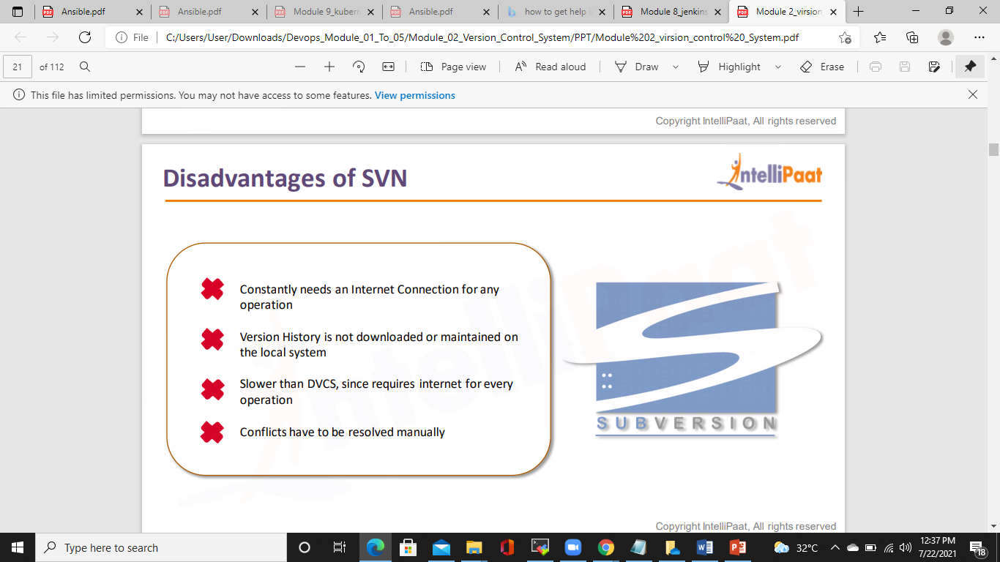 Ansible.pdf
Ansible.pdf
Module 9_kubern
Ansible.pdf
how to get help i
Module 8_jenkins
Module 2_virsion_
File
C:/Users/User/Downloads/Devops_Module_01_To_05/Module_02_Version_Control_System/PPT/Module%202_virsion_control%20_System.pdf
21
of 112
Page view
Read aloud
Draw
Highlight
Erase
This file has limited permissions. You may not have access to some features. View permissions
Copyright IntelliPaat, All rights reserved
Disadvantages of SVN
IntelliPaat
Constantly needs an Internet Connection for any
operation
Version History is not downloaded or maintained on
the local system
Slower than DVCS, since requires internet for every
operation
Conflicts have to be resolved manually
SUBVERSION
Copyright IntelliPaat, All rights reserved
Type here to search
32°C
12:37 PM
7/22/2021
18